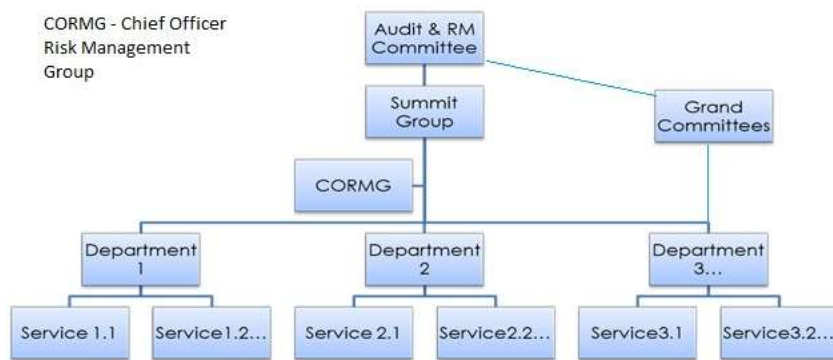 CORMG - Chief Officer
Risk Management
Group
Audit & RM
Committee
Summit
Group
Grand
Committees
CORMG
Department
1
Department
2
Department
3...
Service 1.1
Service1.2...
Service 2.1
Service2.2...
Service3.1
Service3.2...